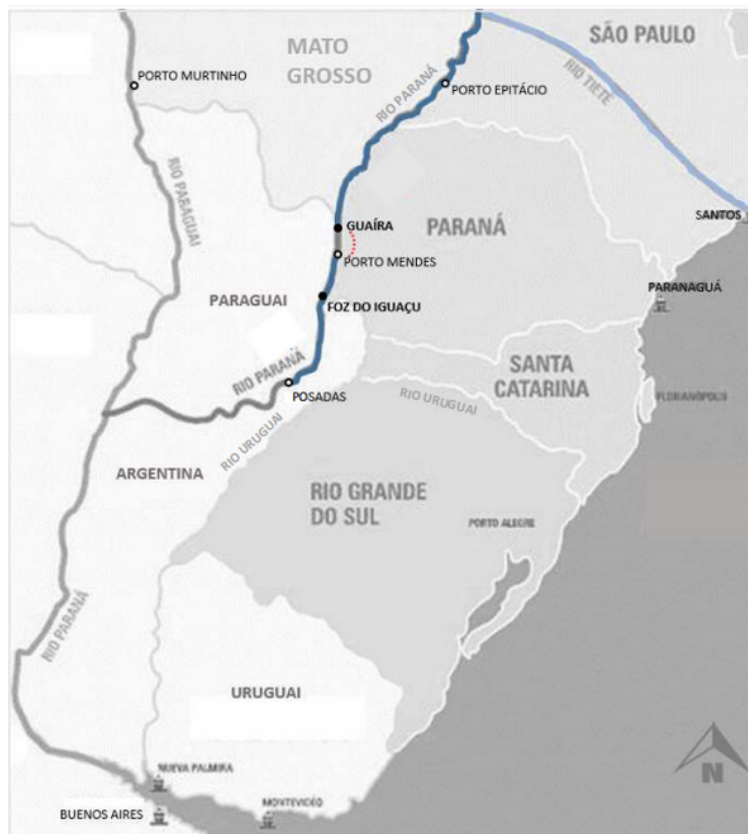 SÃO PAULO
MATO
GROSSO
PORTO MURTINHO
RIO PARANÁ
PORTO EPITÁCIO
RIO TIETÊ
RIO PARAGUAI
SANTOS
GUAÍRA
PARANÁ
PORTO MENDES
PARANAGUÁ
PARAGUAI
FOZ DO IGUAÇU
RIO PARANÁ
SANTA
CATARINA
POSADAS
RIO URUGUAI
FLORIANÓPOLIS
RIO URUGUAI
ARGENTINA
RIO GRANDE
DO SUL
PORTO ALEGRE
RIO PARANÁ
URUGUAI
NUEVA PALMIRA
N
MONTEVIDÉO
BUENOS AIRES